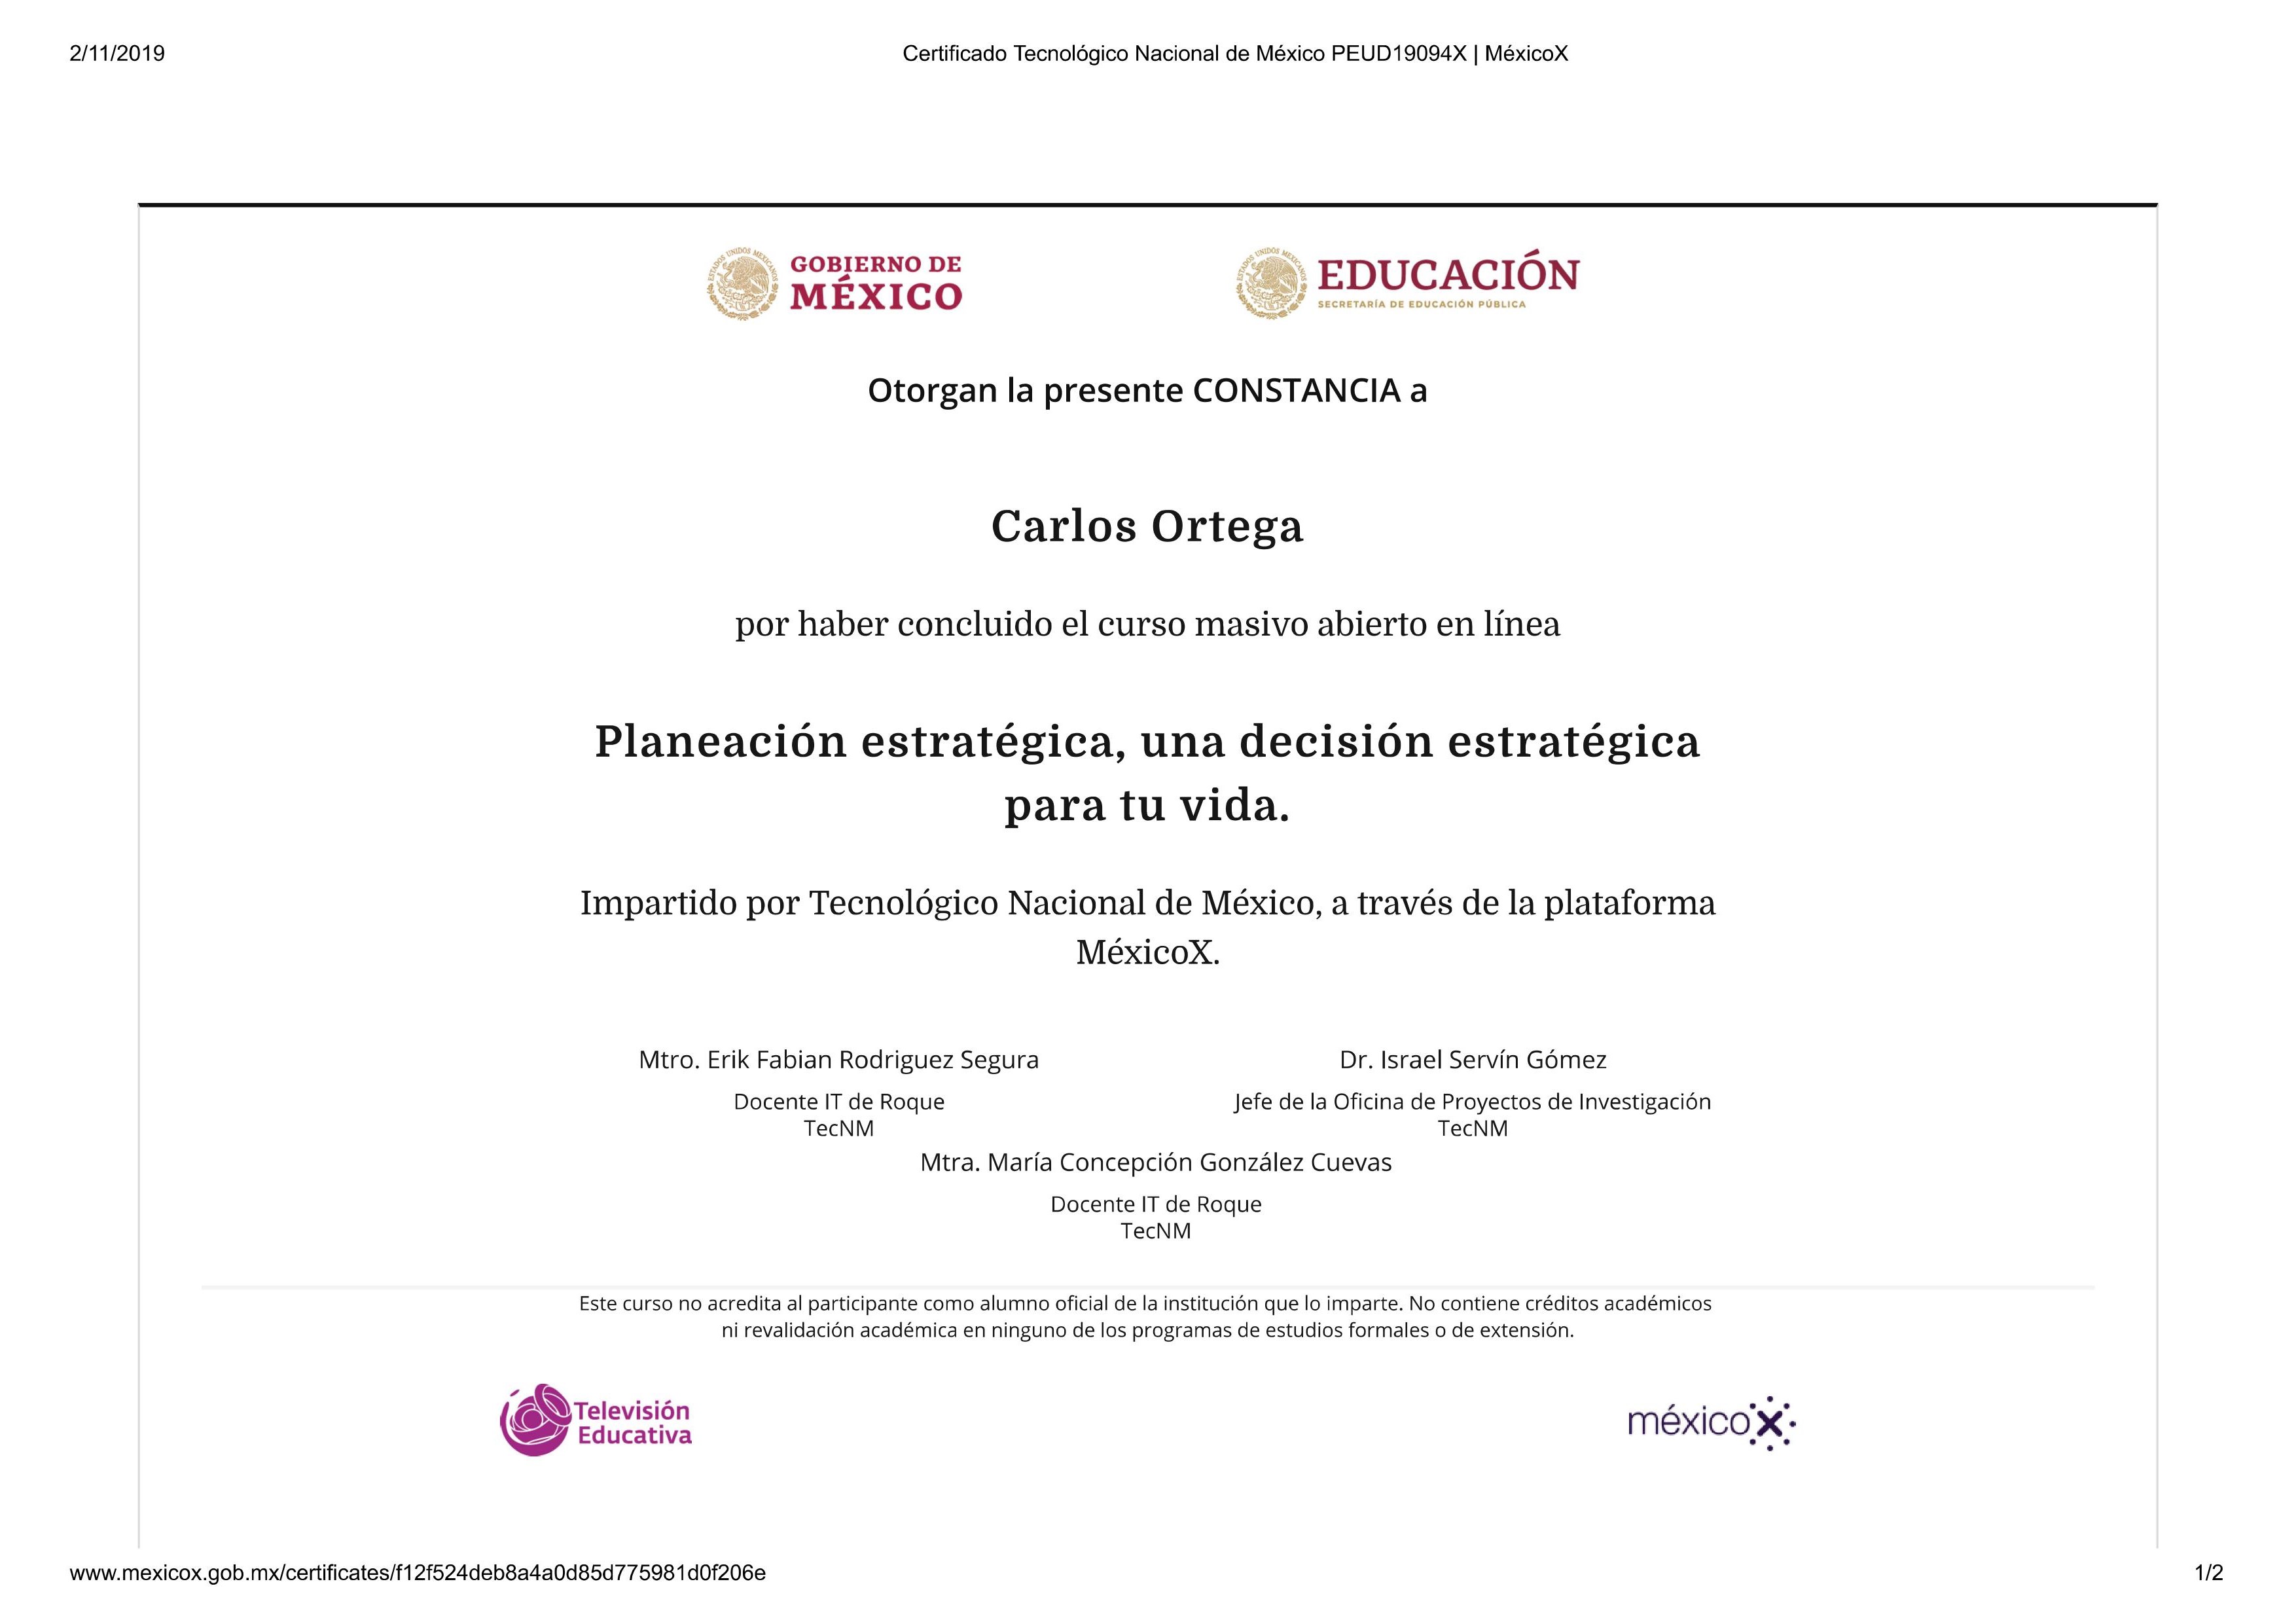 2/11/2019
Certificado Tecnológico Nacional de México PEUD19094X | MéxicoX
GOBIERNO DE
MÉXICO
EDUCACIÓN
SECRETARÍA DE EDUCACIÓN PÚBLICA
Otorgan la presente CONSTANCIA a
Carlos Ortega
por haber concluido el curso masivo abierto en línea
Planeación estratégica, una decisión estratégica
para tu vida.
Impartido por Tecnológico Nacional de México, a través de la plataforma
MéxicoX.
Mtro. Erik Fabian Rodriguez Segura
Docente IT de Roque
TecNM
Dr. Israel Servín Gómez
Jefe de la Oficina de Proyectos de Investigación
TecNM
Mtra. María Concepción González Cuevas
Docente IT de Roque
TecNM
Este curso no acredita al participante como alumno oficial de la institución que lo imparte. No contiene créditos académicos
ni revalidación académica en ninguno de los programas de estudios formales o de extensión.
Televisión
Educativa
méxicoX
www.mexicox.gob.mx/certificates/f12f524deb8a4a0d85d775981d0f206e
1/2